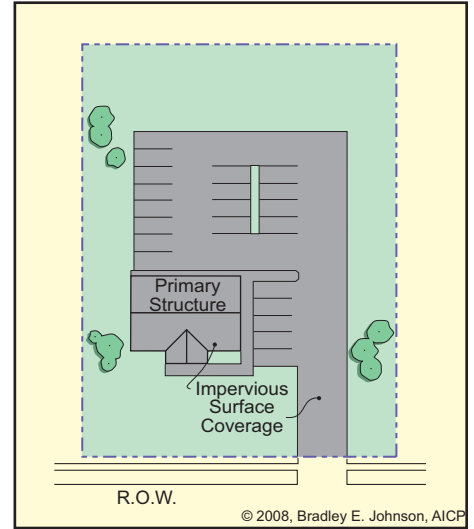 Primary
Structure
Impervious
Surface
Coverage
R.O.W.
© 2008, Bradley E. Johnson, AICP